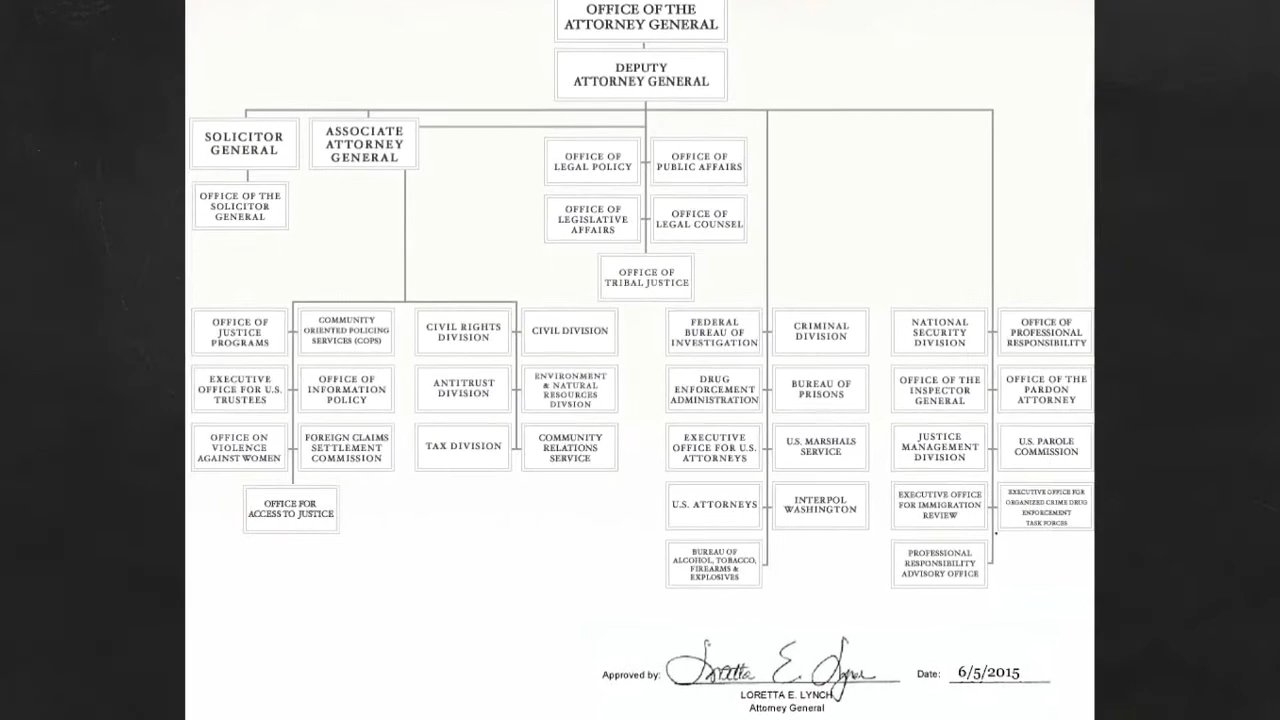 OFFICE OF THE
ATTORNEY GENERAL
DEPUTY
ATTORNEY GENERAL
SOLICITOR
GENERAL
ASSOCIATE
ATTORNEY
GENERAL
OFFICE OF THE
SOLICITOR
GENERAL
OFFICE OF
LEGAL POLICY
OFFICE OF
PUBLIC AFFAIRS
OFFICE OF
LEGISLATIVE
AFFAIRS
OFFICE OF
LEGAL COUNSEL
OFFICE OF
TRIBAL JUSTICE
OFFICE OF
JUSTICE
PROGRAMS
COMMUNITY
ORIENTED POLICING
SERVICES (COPS)
CIVIL RIGHTS
DIVISION
CIVIL DIVISION
FEDERAL
BUREAU OF
INVESTIGATION
CRIMINAL
DIVISION
NATIONAL
SECURITY
DIVISION
OFFICE OF
PROFESSIONAL
RESPONSIBILITY
EXECUTIVE
OFFICE FOR U.S.
TRUSTEES
OFFICE OF
INFORMATION
POLICY
ANTITRUST
DIVISION
ENVIRONMENT
& NATURAL
RESOURCES
DIVSION
DRUG
ENFORCEMENT
ADMINISTRATION
BUREAU OF
PRISONS
OFFICE OF THE
INSPECTOR
GENERAL
OFFICE OF THE
PARDON
ATTORNEY
OFFICE ON
VIOLENCE
AGAINST WOMEN
FOREIGN CLAIMS
SETTLEMENT
COMMISSION
TAX DIVISION
COMMUNITY
RELATIONS
SERVICE
EXECUTIVE
OFFICE FOR U.S.
ATTORNEYS
U.S. MARSHALS
SERVICE
JUSTICE
MANAGEMENT
DIVISION
U.S. PAROLE
COMMISSION
OFFICE FOR
ACCESS TO JUSTICE
U.S. ATTORNEYS
INTERPOL
WASHINGTON
EXECUTIVE OFFICE
FOR IMMIGRATION
REVIEW
EXECUTIVE OFFICE FOR
ORGANIZED CRIME DRUG
ENFORCEMENT
TASK FORCES
BUREAU OF
ALCOHOL, TOBACCO,
FIREARMS &
EXPLOSIVES
PROFESSIONAL
RESPONSIBILITY
ADVISORY OFFICE
Approved by: Loretta E. Lynch Date: 6/5/2015
LORETTA E. LYNCH
Attorney General